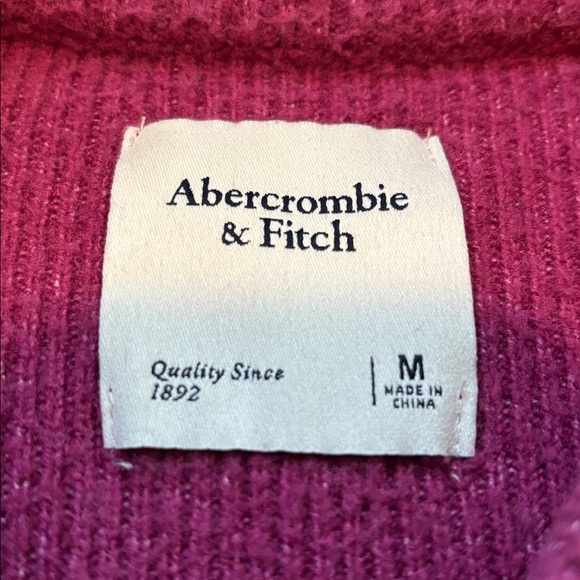 Abercrombie
& Fitch
Quality Since
1892
M
MADE IN
CHINA